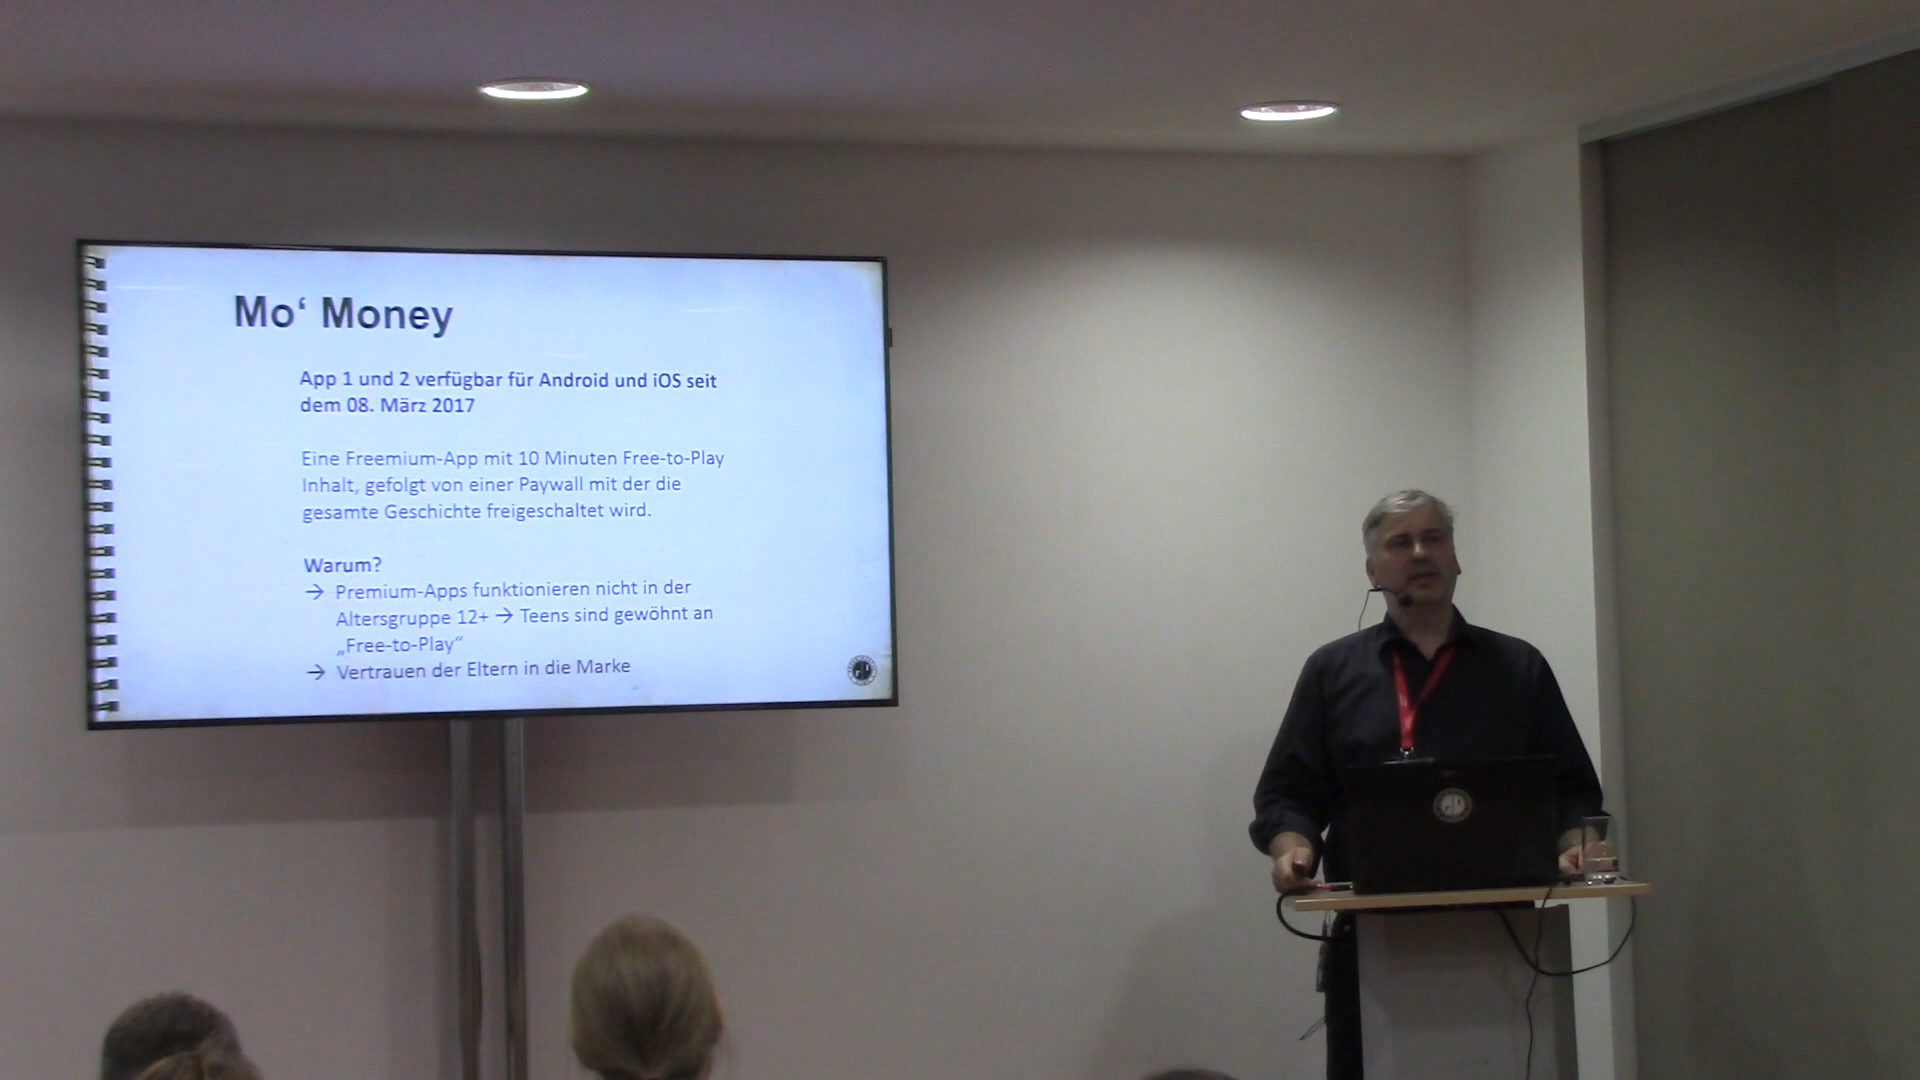 Mo‘ Money
App 1 und 2 verfügbar für Android und iOS seit
dem 08. März 2017
Eine Freemium-App mit 10 Minuten Free-to-Play
Inhalt, gefolgt von einer Paywall mit der die
gesamte Geschichte freigeschaltet wird.
Warum?
→ Premium-Apps funktionieren nicht in der
Altersgruppe 12+ → Teens sind gewöhnt an
„Free-to-Play“
→ Vertrauen der Eltern in die Marke